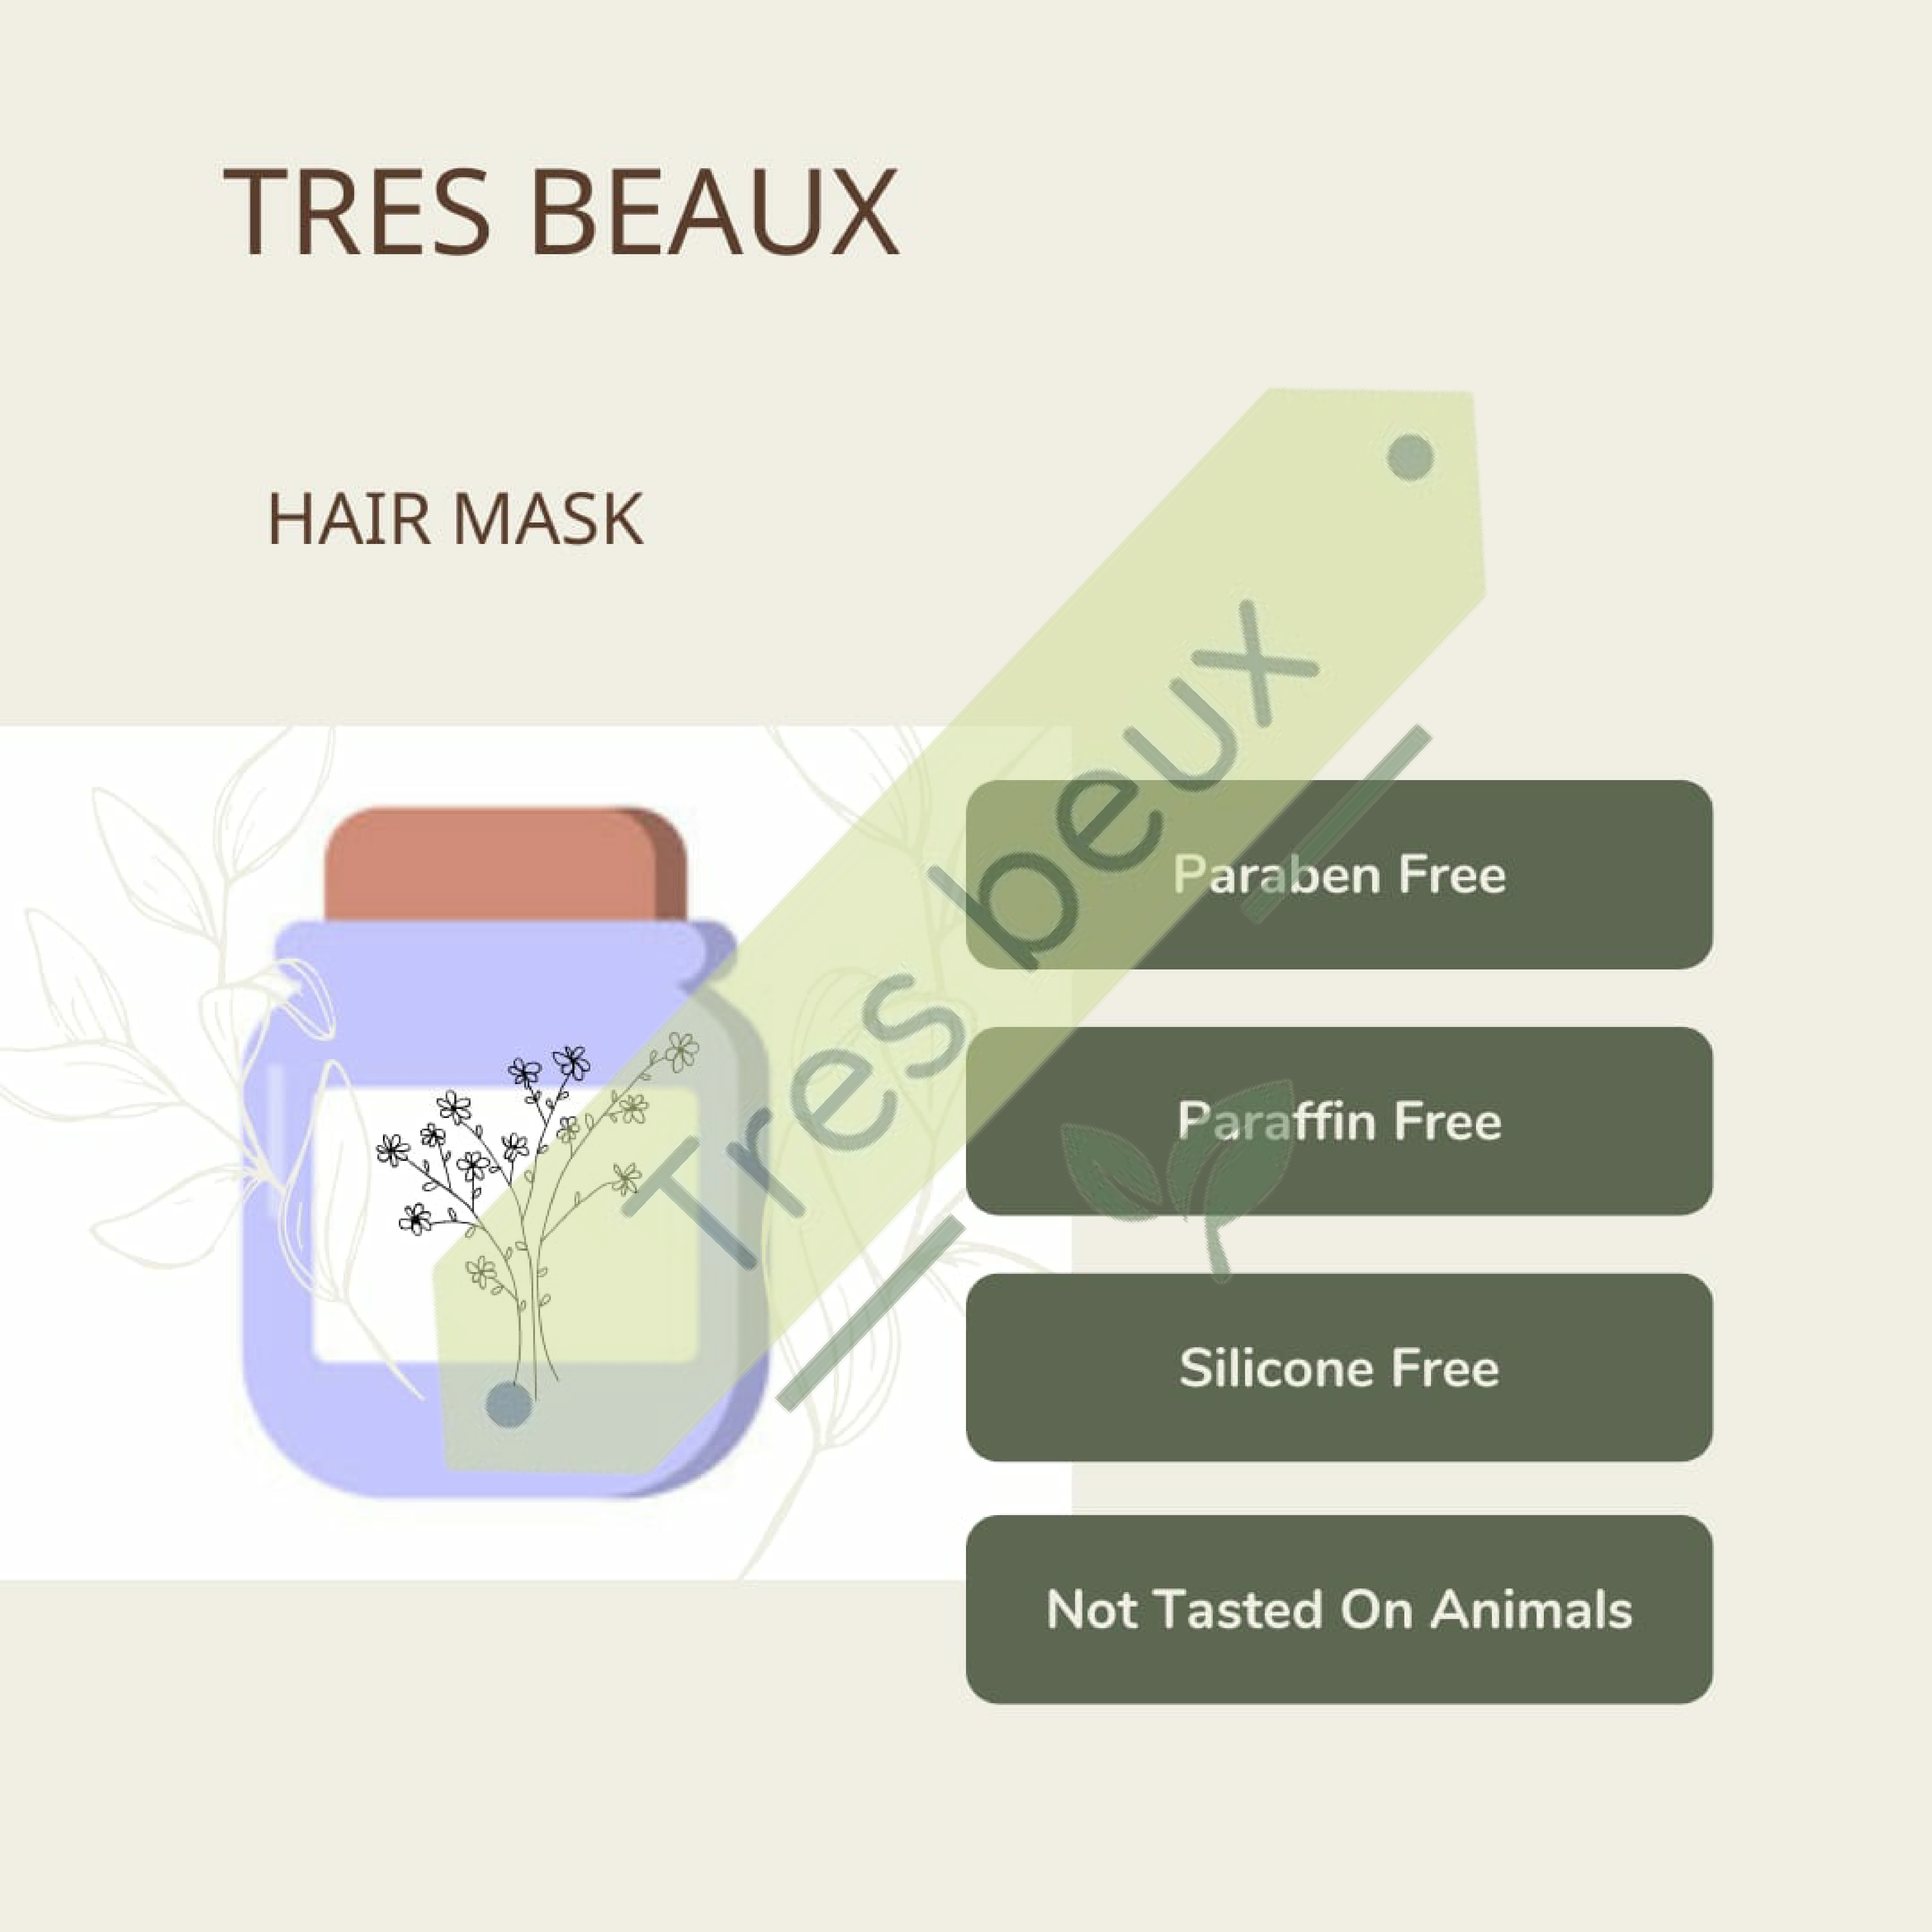 TRES BEAUX
HAIR MASK
Tres beux
Paraben Free
Paraffin Free
Silicone Free
Not Tasted On Animals